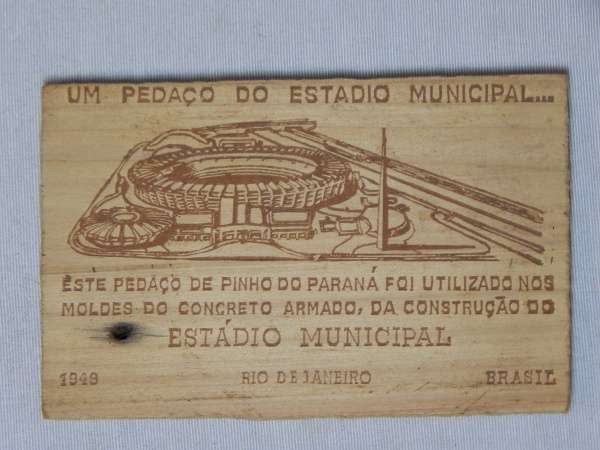 UM PEDAÇO DO ESTADIO MUNICIPAL...
ÊSTE PEDAÇO DE PINHO DO PARANÁ FOI UTILIZADO NOS
MOLDES DO CONCRETO ARMADO, DA CONSTRUÇÃO DO
ESTÁDIO MUNICIPAL
1949 RIO DE JANEIRO BRASIL